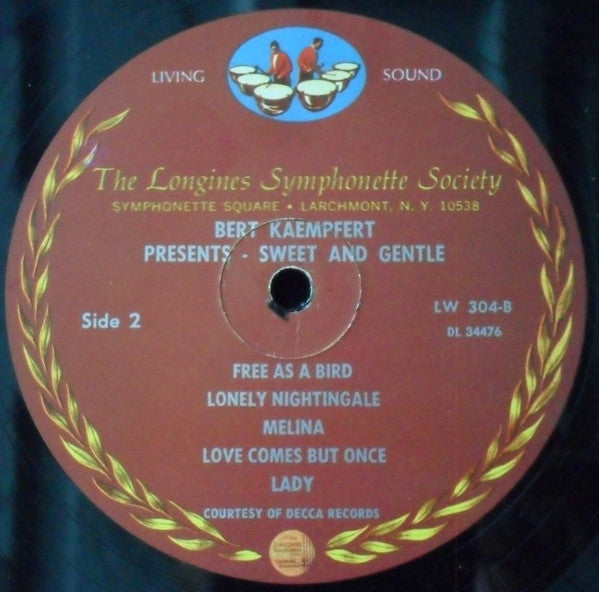 LIVING SOUND
The Longines Symphonette Society
SYMPHONETTE SQUARE • LARCHMONT, N. Y. 10538
BERT KAEMPFERT
PRESENTS - SWEET AND GENTLE
Side 2
LW 304-B
DL 34476
FREE AS A BIRD
LONELY NIGHTINGALE
MELINA
LOVE COMES BUT ONCE
LADY
COURTESY OF DECCA RECORDS